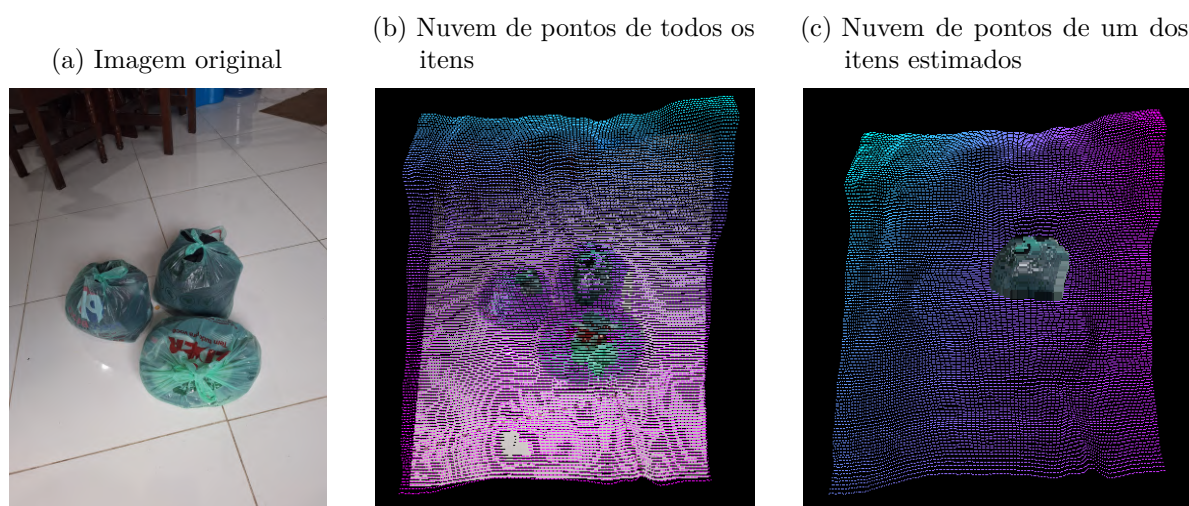 (a) Imagem original
(b) Nuvem de pontos de todos os
itens
(c) Nuvem de pontos de um dos
itens estimados